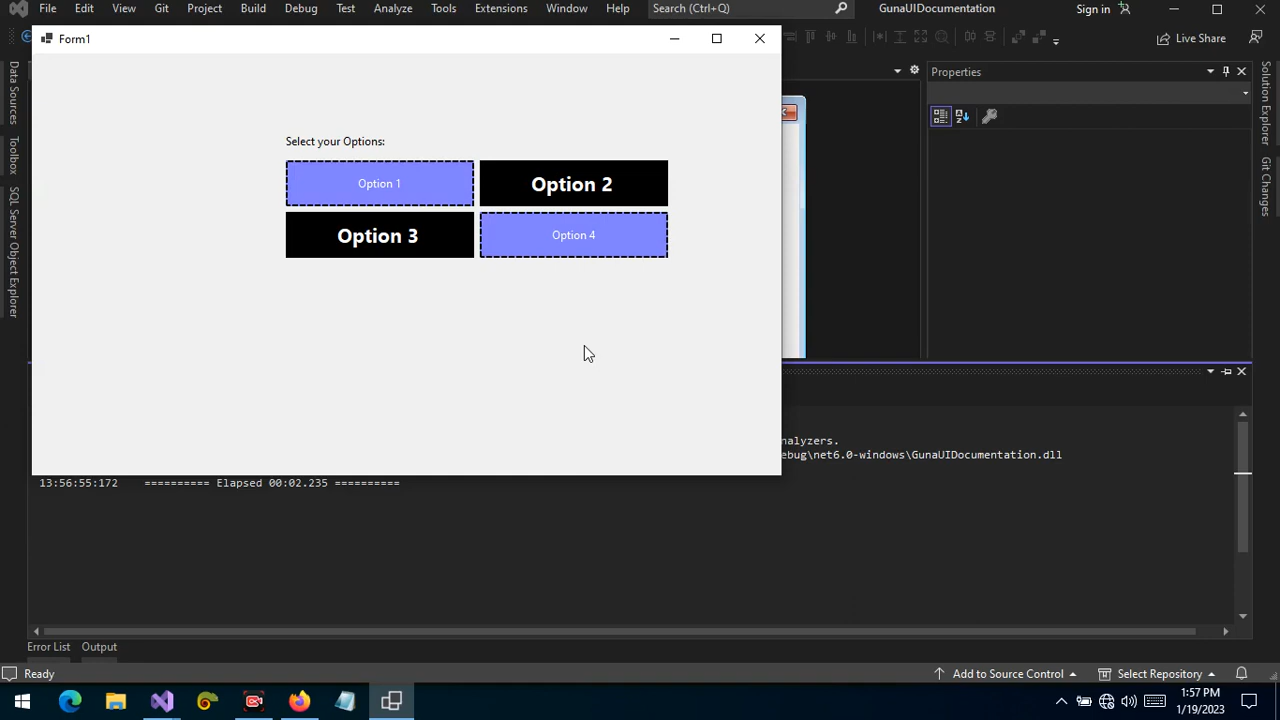 File Edit View Git Project Build Debug Test Analyze Tools Extensions Window Help Search (Ctrl+Q) GunaUIDocumentation Sign in
Form1
Live Share
Data Sources
Toolbox
SQL Server Object Explorer
Properties
Solution Explorer
Git Changes
Select your Options:
Option 1 Option 2
Option 3 Option 4
nalyzers.
ebug\net6.0-windows\GunaUIDocumentation.dll
13:56:55:172 ========== Elapsed 00:02.235 ==========
Error List Output
Ready Add to Source Control Select Repository
1:57 PM
1/19/2023